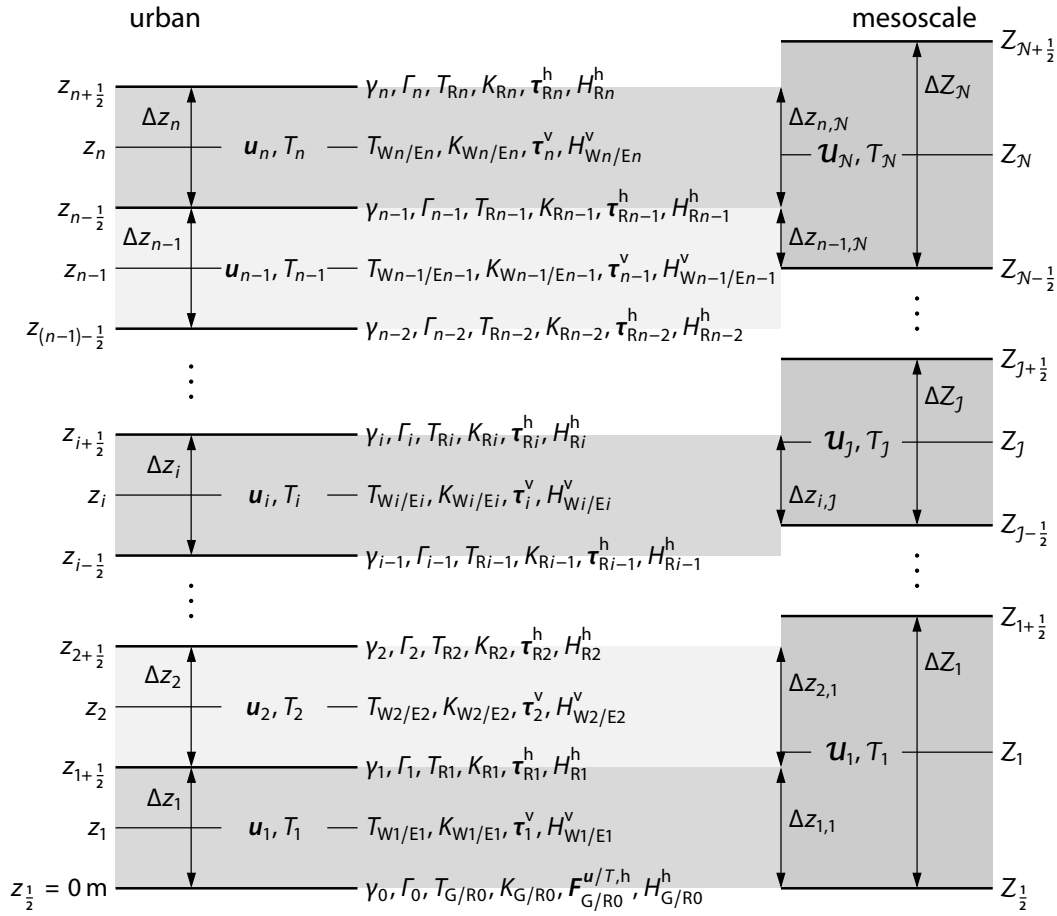 urban mesoscale
Z_{𝒩+½}
z_{n+½} γ_n, Γ_n, T_{Rn}, K_{Rn}, τ^h_{Rn}, H^h_{Rn} ΔZ_𝒩
Δz_n Δz_{n,𝒩}
z_n u_n, T_n T_{Wn/En}, K_{Wn/En}, τ^v_n, H^v_{Wn/En} 𝒰_𝒩, 𝒯_𝒩 Z_𝒩
z_{n−½} γ_{n−1}, Γ_{n−1}, T_{Rn−1}, K_{Rn−1}, τ^h_{Rn−1}, H^h_{Rn−1}
Δz_{n−1} Δz_{n−1,𝒩}
z_{n−1} u_{n−1}, T_{n−1} T_{Wn−1/En−1}, K_{Wn−1/En−1}, τ^v_{n−1}, H^v_{Wn−1/En−1} Z_{𝒩−½}
z_{(n−1)−½} γ_{n−2}, Γ_{n−2}, T_{Rn−2}, K_{Rn−2}, τ^h_{Rn−2}, H^h_{Rn−2} ⋮
⋮ Z_{𝒥+½}
ΔZ_𝒥
z_{i+½} γ_i, Γ_i, T_{Ri}, K_{Ri}, τ^h_{Ri}, H^h_{Ri} 𝒰_𝒥, 𝒯_𝒥 Z_𝒥
Δz_i
z_i u_i, T_i T_{Wi/Ei}, K_{Wi/Ei}, τ^v_i, H^v_{Wi/Ei} Δz_{i,𝒥}
Z_{𝒥−½}
z_{i−½} γ_{i−1}, Γ_{i−1}, T_{Ri−1}, K_{Ri−1}, τ^h_{Ri−1}, H^h_{Ri−1} ⋮
⋮ Z_{1+½}
z_{2+½} γ_2, Γ_2, T_{R2}, K_{R2}, τ^h_{R2}, H^h_{R2} ΔZ_1
Δz_2 Δz_{2,1}
z_2 u_2, T_2 T_{W2/E2}, K_{W2/E2}, τ^v_2, H^v_{W2/E2}
𝒰_1, 𝒯_1 Z_1
z_{1+½} γ_1, Γ_1, T_{R1}, K_{R1}, τ^h_{R1}, H^h_{R1}
Δz_1
z_1 u_1, T_1 T_{W1/E1}, K_{W1/E1}, τ^v_1, H^v_{W1/E1} Δz_{1,1}
z_{½} = 0 m γ_0, Γ_0, T_{G/R0}, K_{G/R0}, F^{u/T,h}_{G/R0}, H^h_{G/R0} Z_{½}